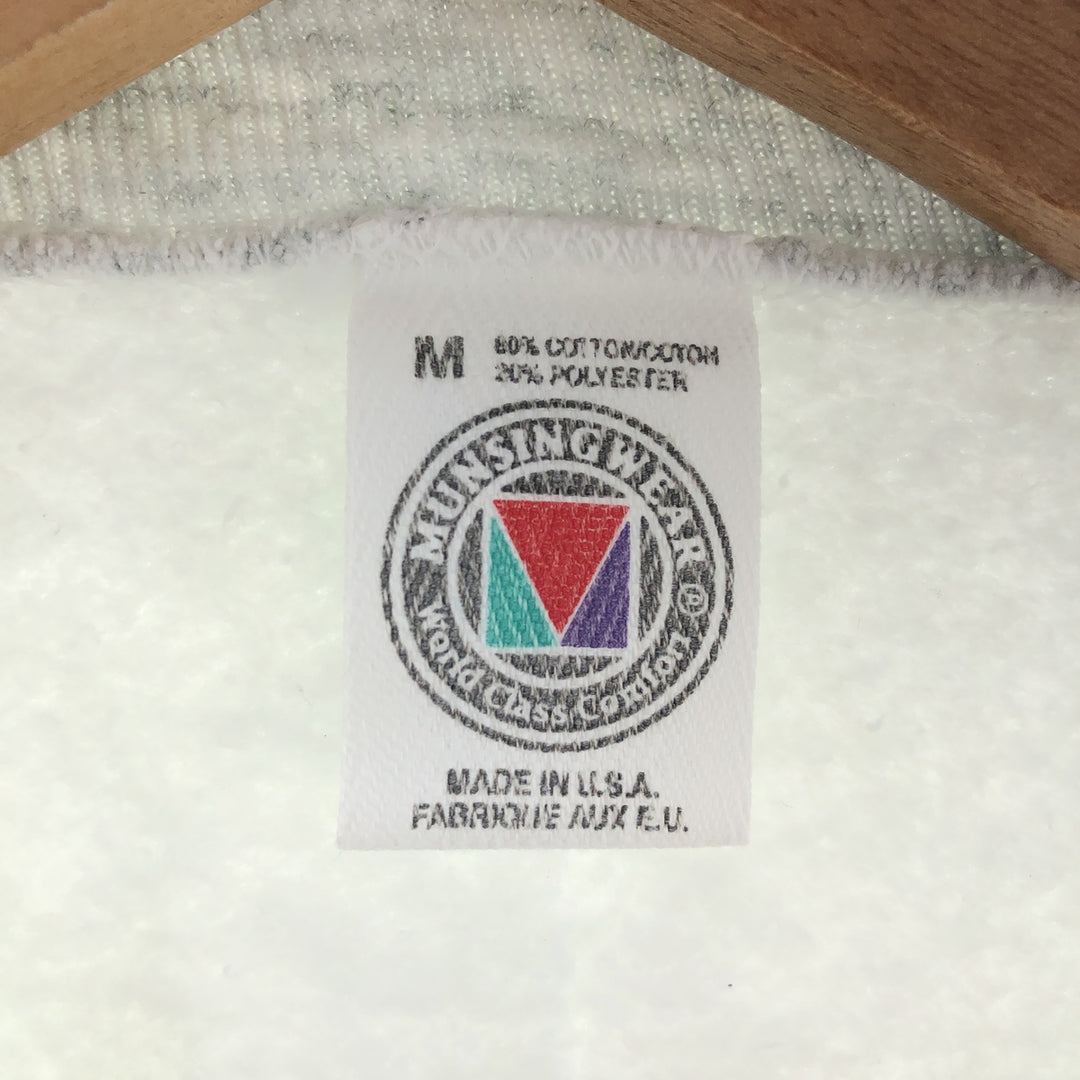 M
80% COTTON/COTON
20% POLYESTER
MUNSINGWEAR ®
World Class Comfort
MADE IN U.S.A.
FABRIQUE AUX E.U.